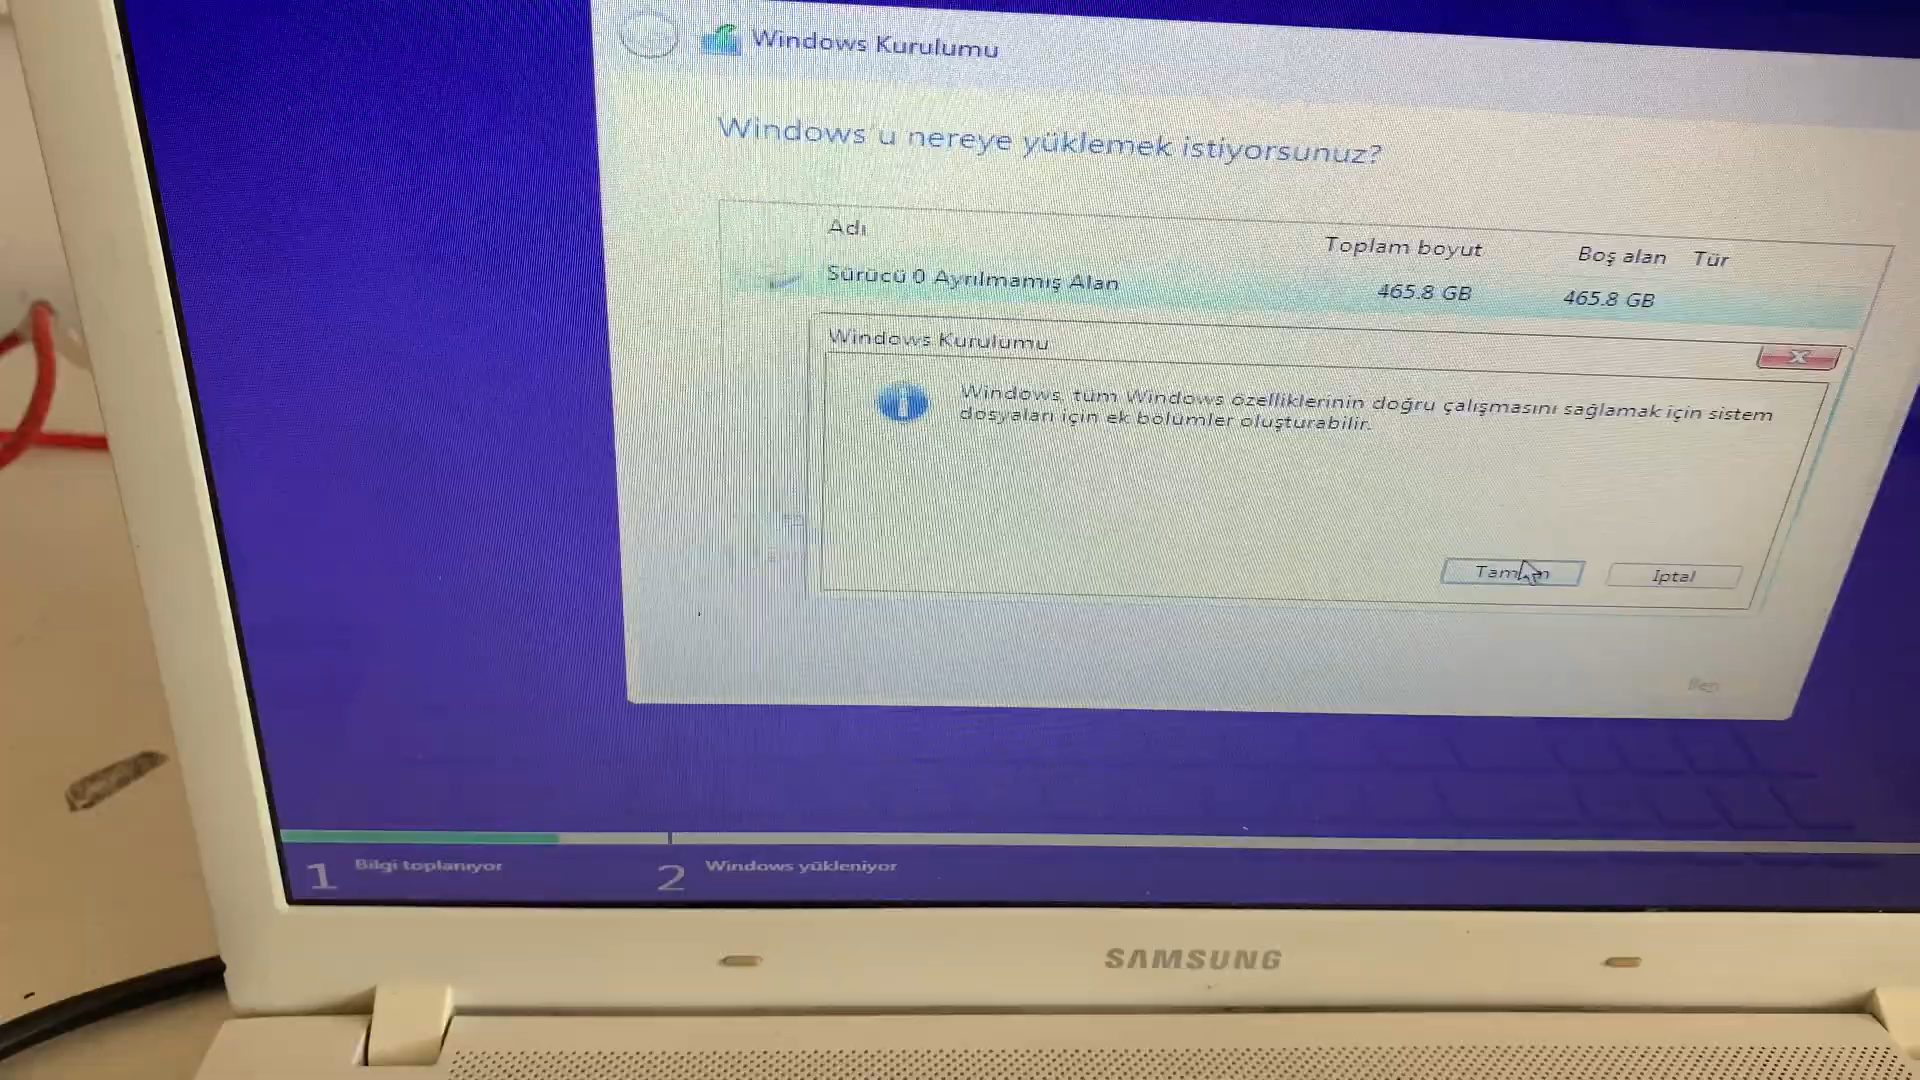 Windows Kurulumu
Windows'u nereye yüklemek istiyorsunuz?
Adı Toplam boyut Boş alan Tür
Sürücü 0 Ayrılmamış Alan 465.8 GB 465.8 GB
Windows Kurulumu
Windows, tüm Windows özelliklerinin doğru çalışmasını sağlamak için sistem
dosyaları için ek bölümler oluşturabilir.
Tamam İptal
İleri
1 Bilgi toplanıyor 2 Windows yükleniyor
SAMSUNG